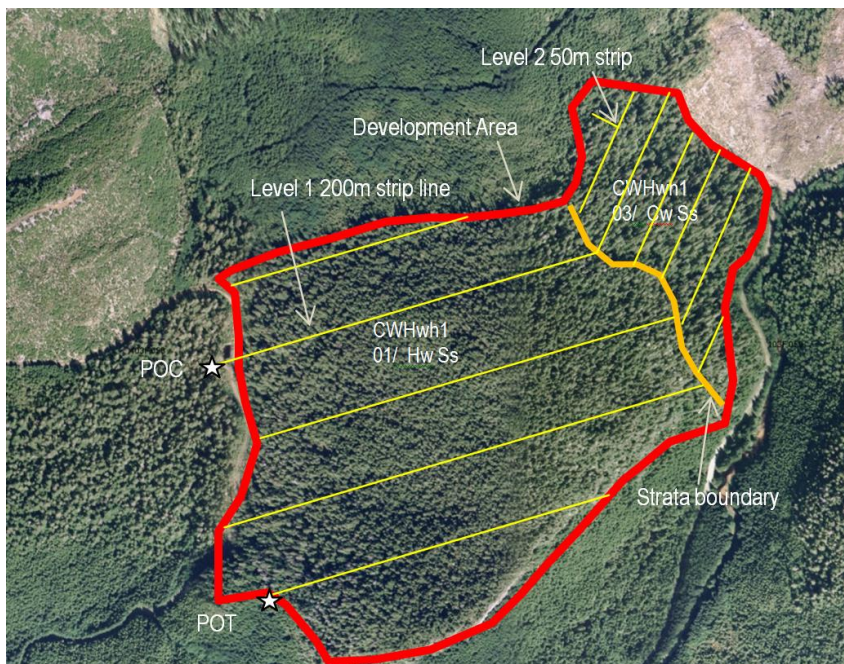 Level 2 50m strip
Development Area
Level 1 200m strip line
CWHwh1
03/ Cw Ss
CWHwh1
01/ Hw Ss
POC
Strata boundary
POT